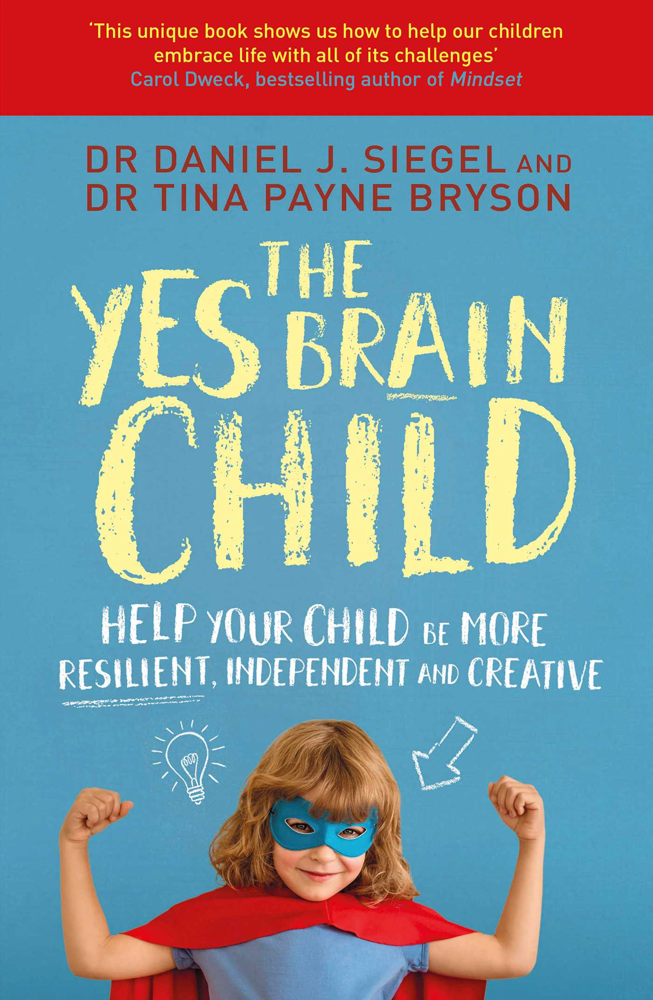 ‘This unique book shows us how to help our children
embrace life with all of its challenges’
Carol Dweck, bestselling author of Mindset
DR DANIEL J. SIEGEL AND
DR TINA PAYNE BRYSON
THE
YES BRAIN
CHILD
HELP YOUR CHILD BE MORE
RESILIENT, INDEPENDENT AND CREATIVE